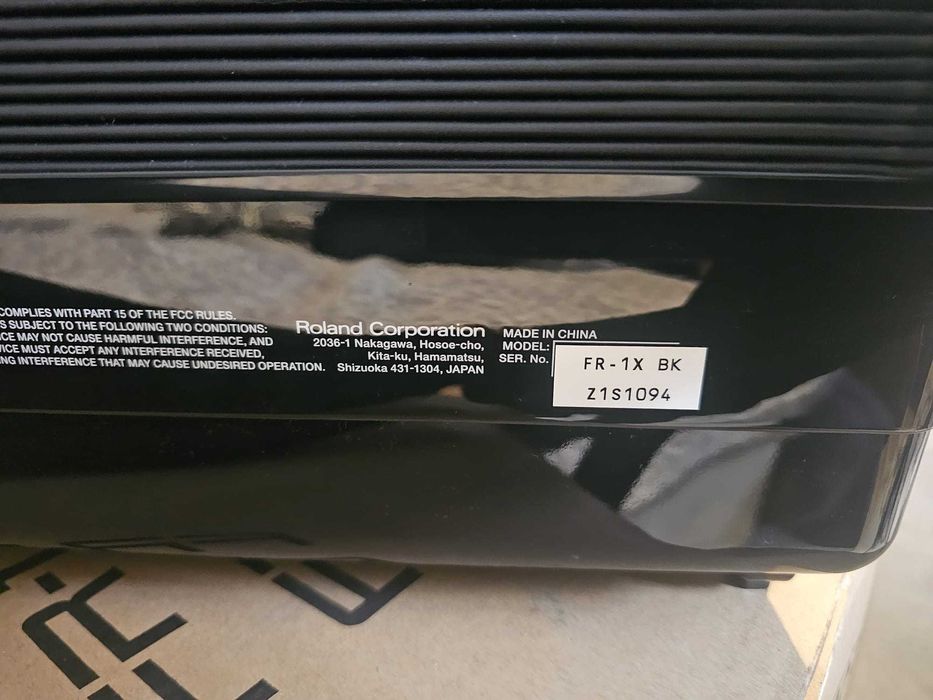 COMPLIES WITH PART 15 OF THE FCC RULES.
S SUBJECT TO THE FOLLOWING TWO CONDITIONS:
CE MAY NOT CAUSE HARMFUL INTERFERENCE, AND
VICE MUST ACCEPT ANY INTERFERENCE RECEIVED,
NG INTERFERENCE THAT MAY CAUSE UNDESIRED OPERATION.
Roland Corporation
2036-1 Nakagawa, Hosoe-cho,
Kita-ku, Hamamatsu,
Shizuoka 431-1304, JAPAN
MADE IN CHINA
MODEL: FR-1X BK
SER. No. Z1S1094